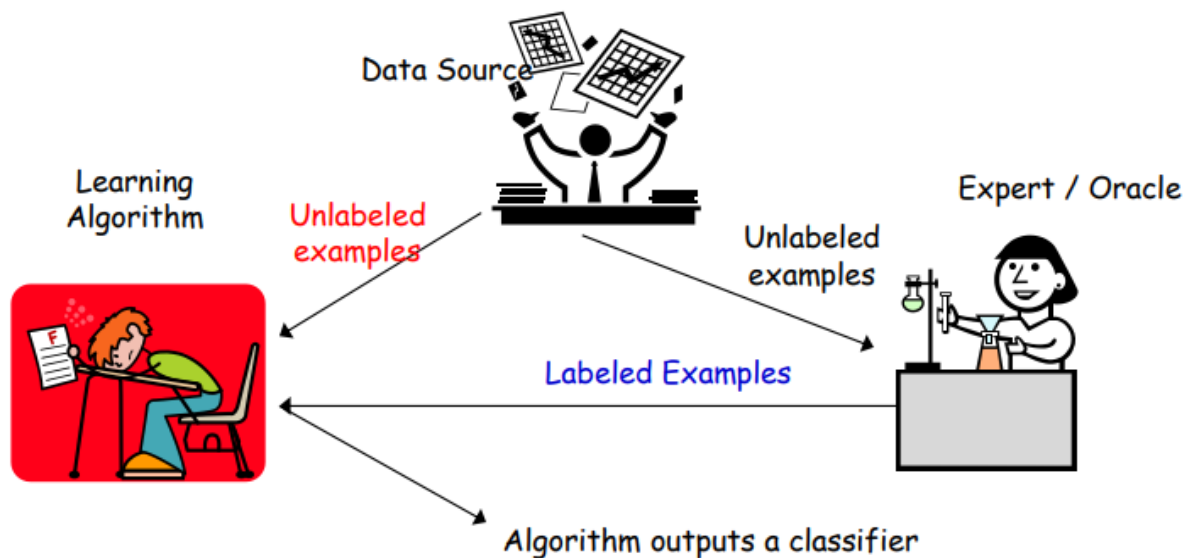 Data Source
Learning
Algorithm
Expert / Oracle
Unlabeled
examples
Unlabeled
examples
F
Labeled Examples
Algorithm outputs a classifier